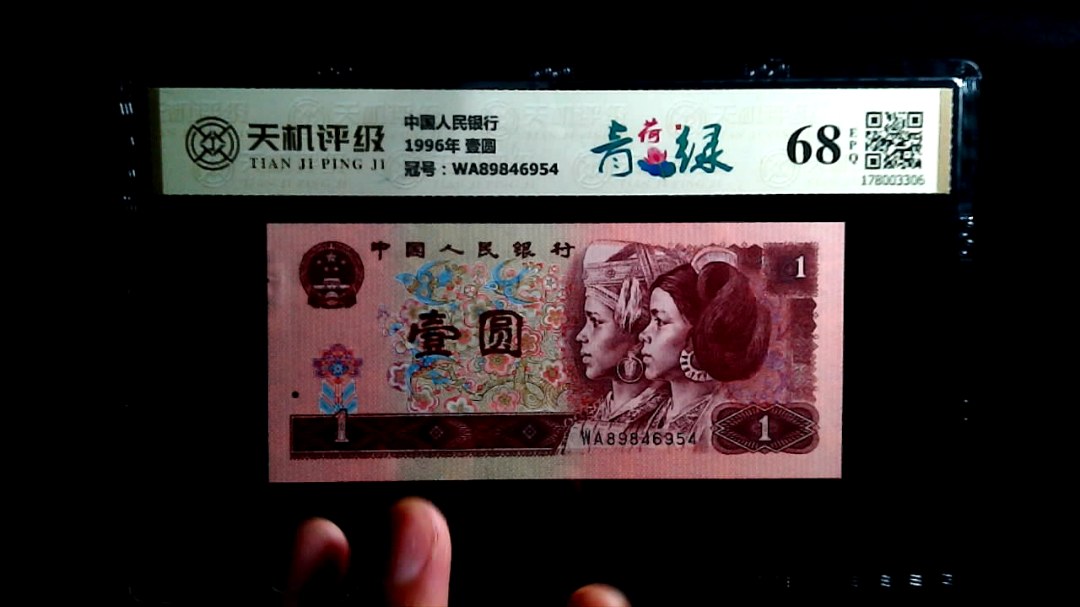 天机评级
TIAN JI PING JI
中国人民银行
1996年 壹圆
冠号：WA89846954
青荷绿
68
EPQ
178003306
中国人民银行
1
壹圆
1
WA89846954
1